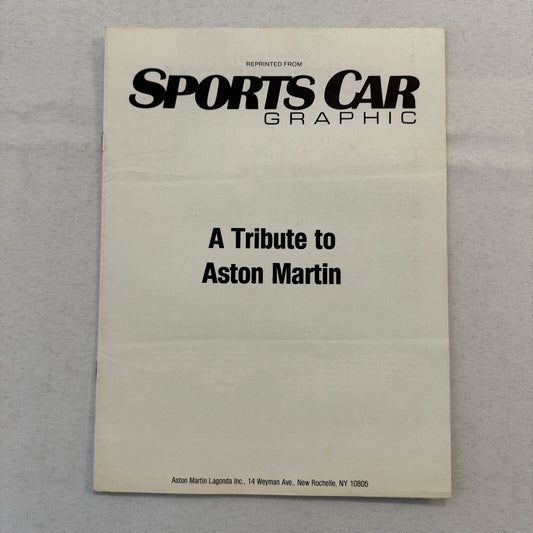 REPRINTED FROM
SPORTS CAR
GRAPHIC
A Tribute to
Aston Martin
Aston Martin Lagonda Inc., 14 Weyman Ave., New Rochelle, NY 10805